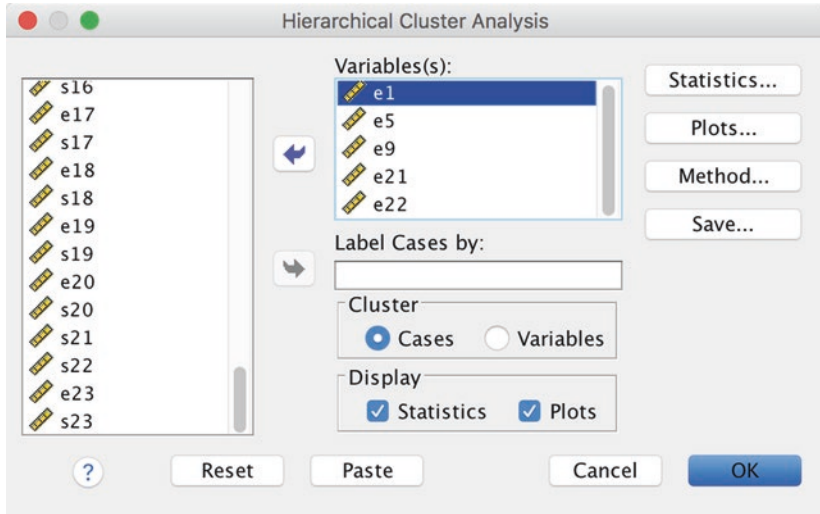 Hierarchical Cluster Analysis
s16
e17
s17
e18
s18
e19
s19
e20
s20
s21
s22
e23
s23
Variables(s):
e1
e5
e9
e21
e22
Label Cases by:
Cluster
Cases Variables
Display
Statistics Plots
Statistics...
Plots...
Method...
Save...
? Reset Paste Cancel OK